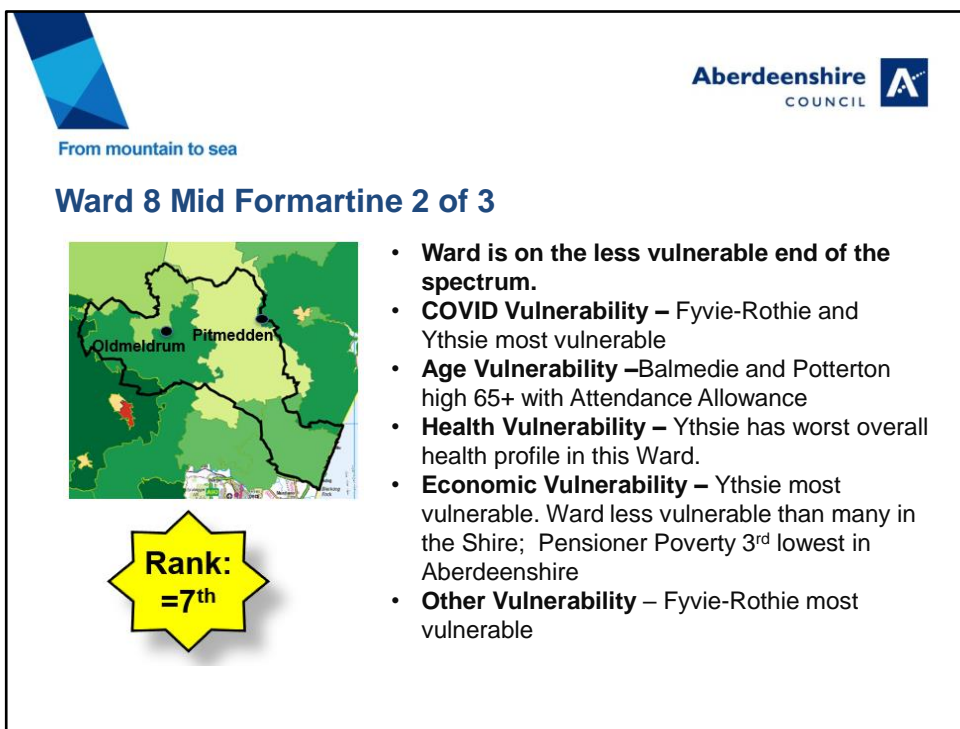 Aberdeenshire
COUNCIL
From mountain to sea
Ward 8 Mid Formartine 2 of 3
Oldmeldrum
Pitmedden
Rank:
=7th
• Ward is on the less vulnerable end of the
spectrum.
• COVID Vulnerability – Fyvie-Rothie and
Ythsie most vulnerable
• Age Vulnerability –Balmedie and Potterton
high 65+ with Attendance Allowance
• Health Vulnerability – Ythsie has worst overall
health profile in this Ward.
• Economic Vulnerability – Ythsie most
vulnerable. Ward less vulnerable than many in
the Shire;  Pensioner Poverty 3rd lowest in
Aberdeenshire
• Other Vulnerability – Fyvie-Rothie most
vulnerable